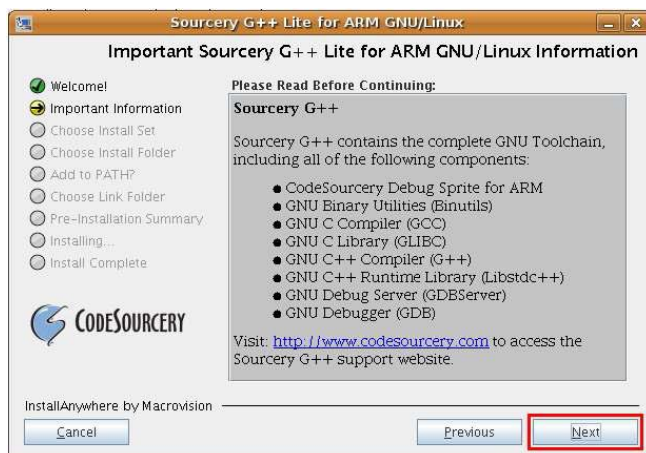 Sourcery G++ Lite for ARM GNU/Linux
Important Sourcery G++ Lite for ARM GNU/Linux Information
Welcome!
Important Information
Choose Install Set
Choose Install Folder
Add to PATH?
Choose Link Folder
Pre-Installation Summary
Installing...
Install Complete
CODESOURCERY
Please Read Before Continuing:
Sourcery G++
Sourcery G++ contains the complete GNU Toolchain,
including all of the following components:
● CodeSourcery Debug Sprite for ARM
● GNU Binary Utilities (Binutils)
● GNU C Compiler (GCC)
● GNU C Library (GLIBC)
● GNU C++ Compiler (G++)
● GNU C++ Runtime Library (Libstdc++)
● GNU Debug Server (GDBServer)
● GNU Debugger (GDB)
Visit: http://www.codesourcery.com to access the
Sourcery G++ support website.
InstallAnywhere by Macrovision
Cancel
Previous
Next